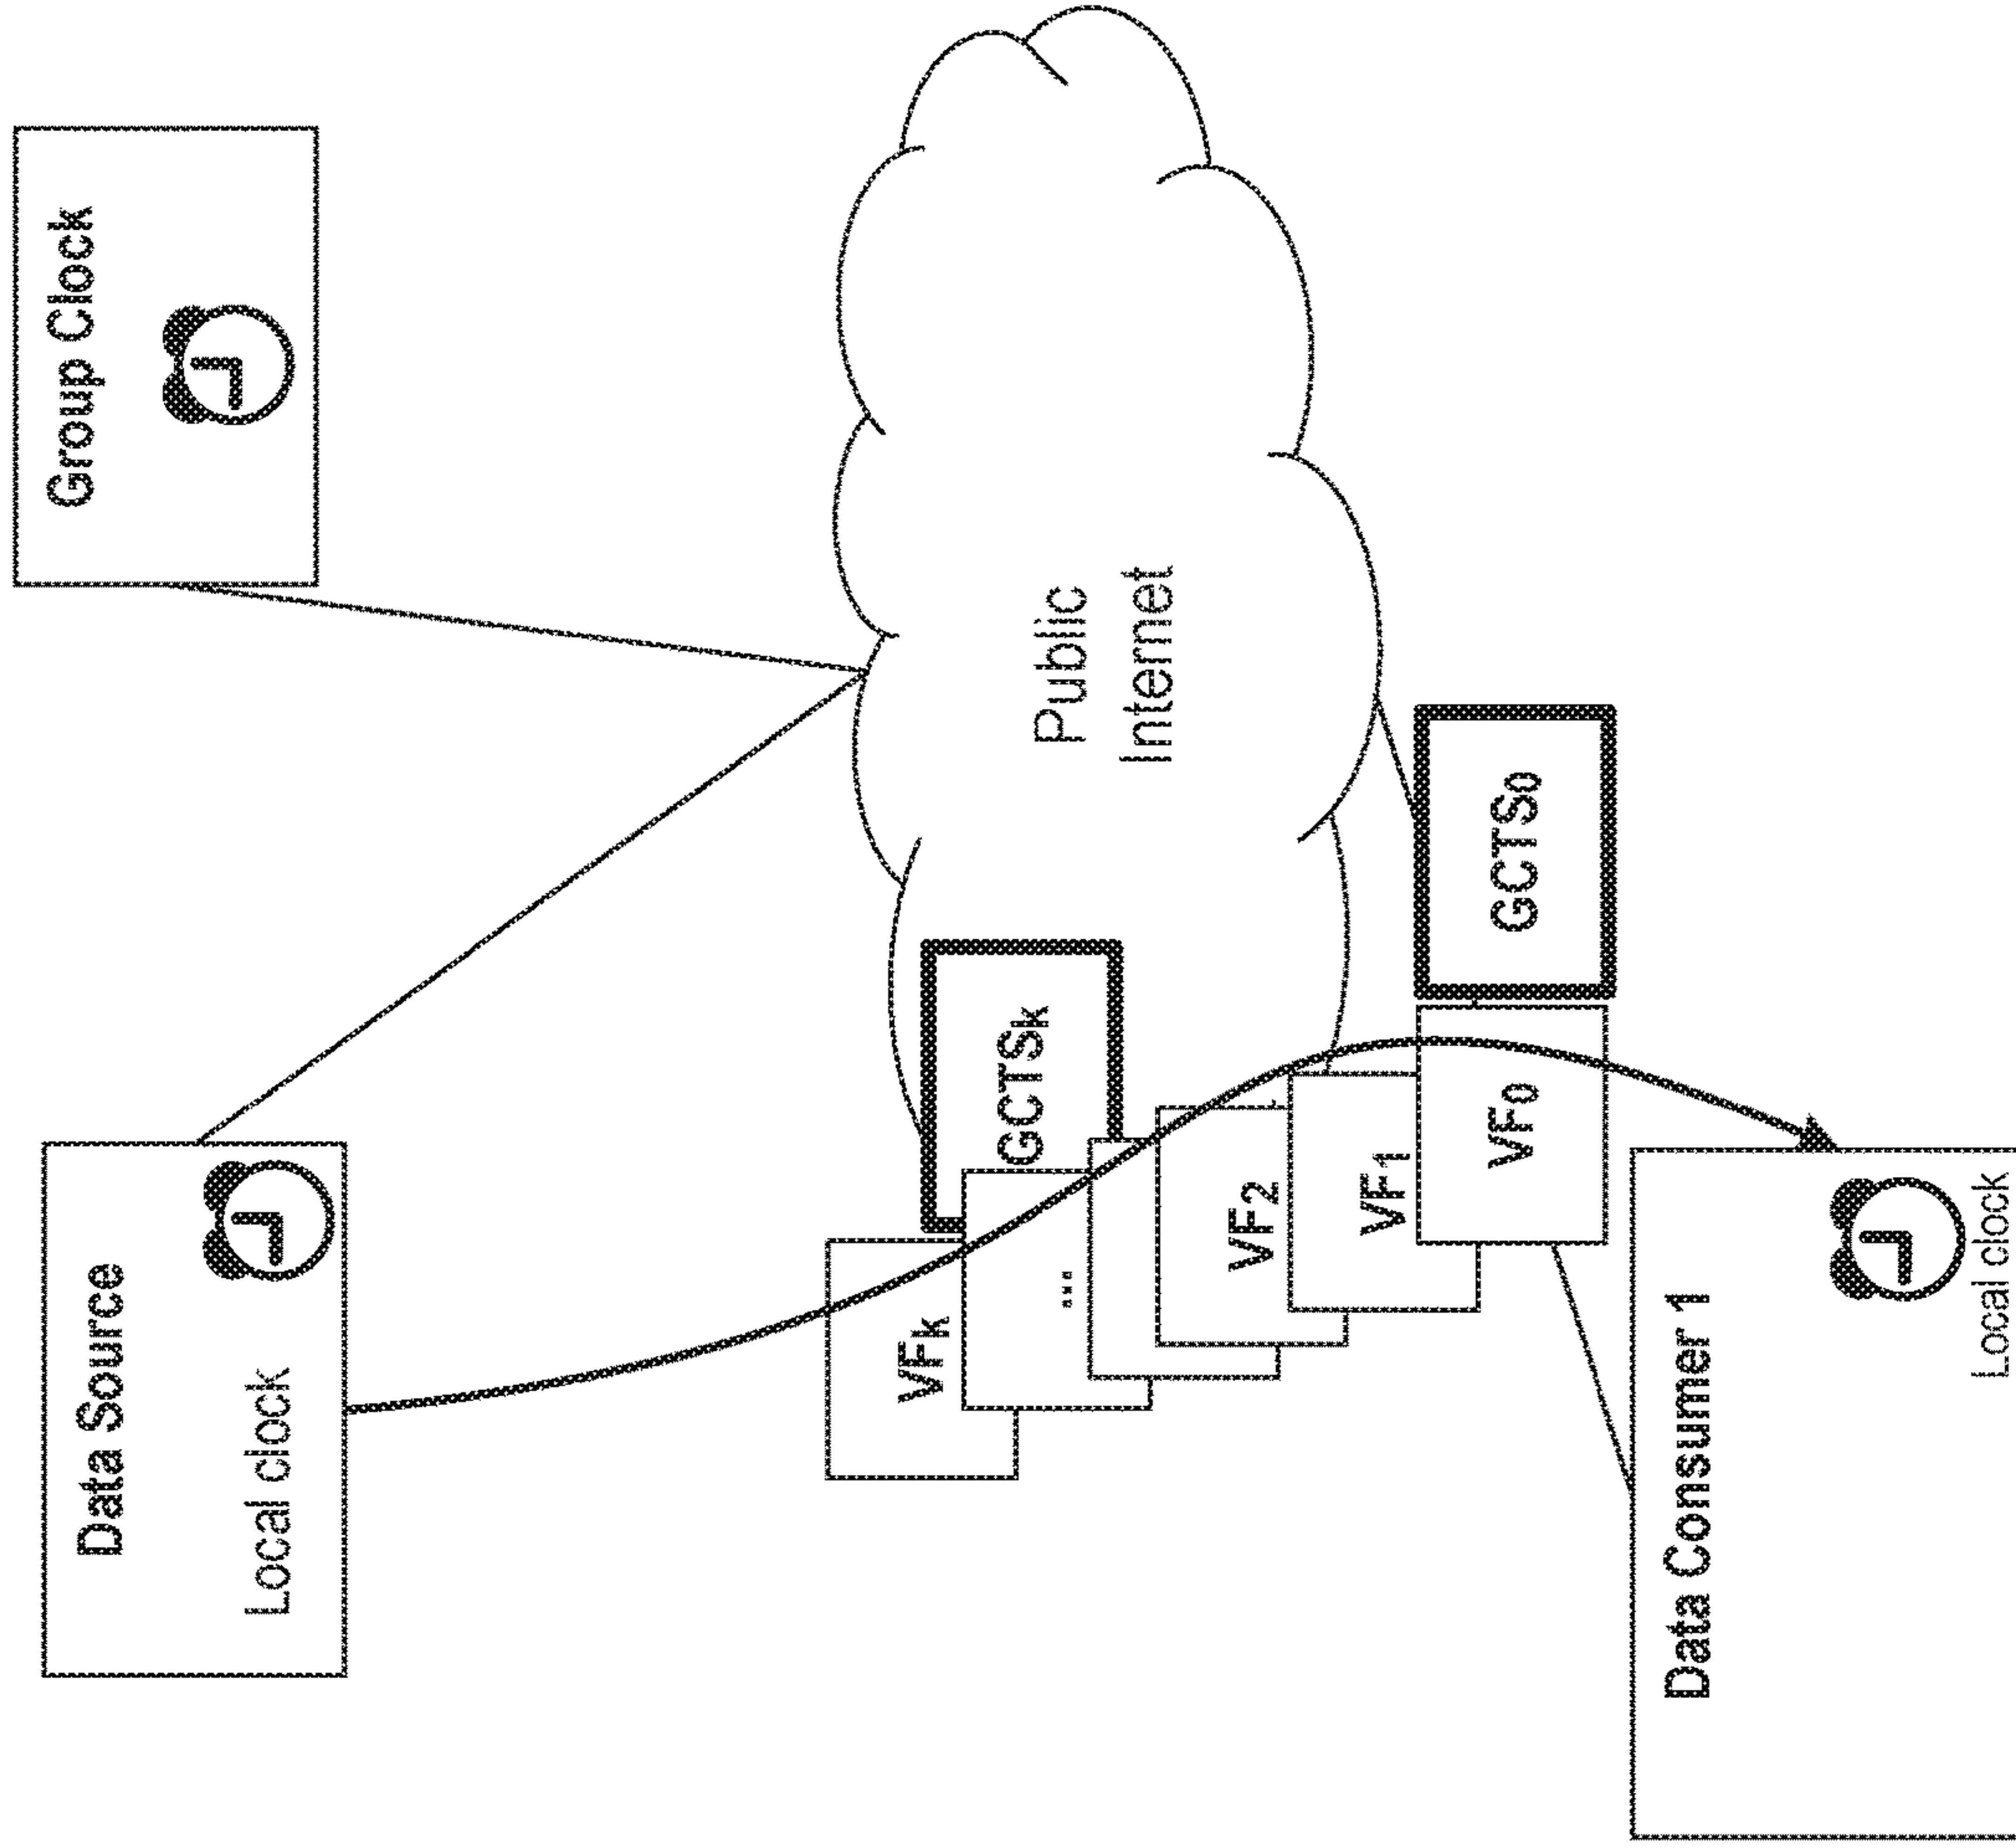 Group Clock
Data Source
Local clock
Public
Internet
GCTSk
VFk
...
VF2
VF1
VF0
GCTS0
Data Consumer 1
Local clock